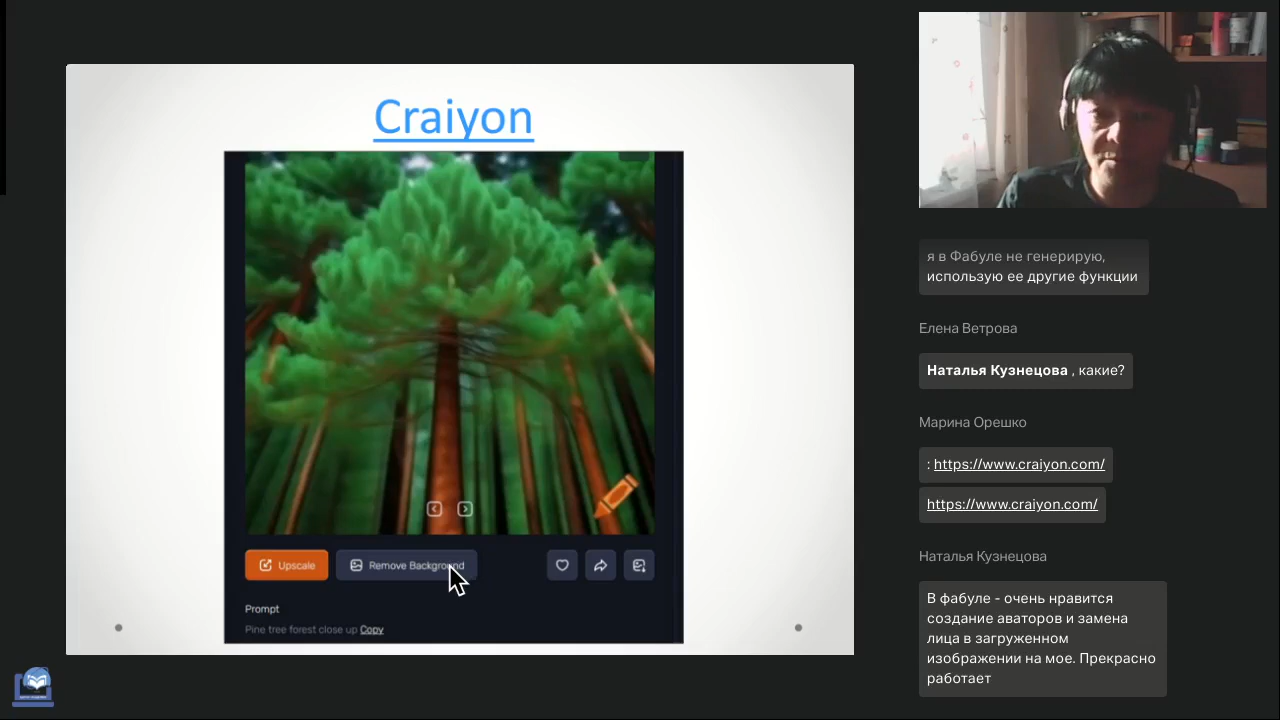 Craiyon
Upscale
Remove Background
Prompt
Pine tree forest close up Copy
я в Фабуле не генерирую,
использую ее другие функции
Елена Ветрова
Наталья Кузнецова , какие?
Марина Орешко
: https://www.craiyon.com/
https://www.craiyon.com/
Наталья Кузнецова
В фабуле - очень нравится
создание аваторов и замена
лица в загруженном
изображении на мое. Прекрасно
работает